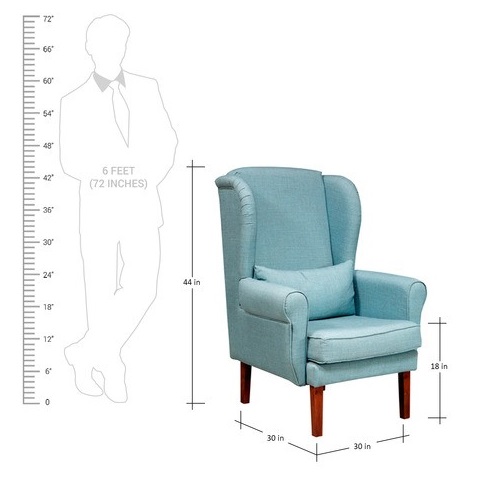 72"
66"
60"
54"
48"
42"
36"
30"
24"
18"
12"
6"
0
6 FEET
(72 INCHES)
44 in
18 in
30 in
30 in